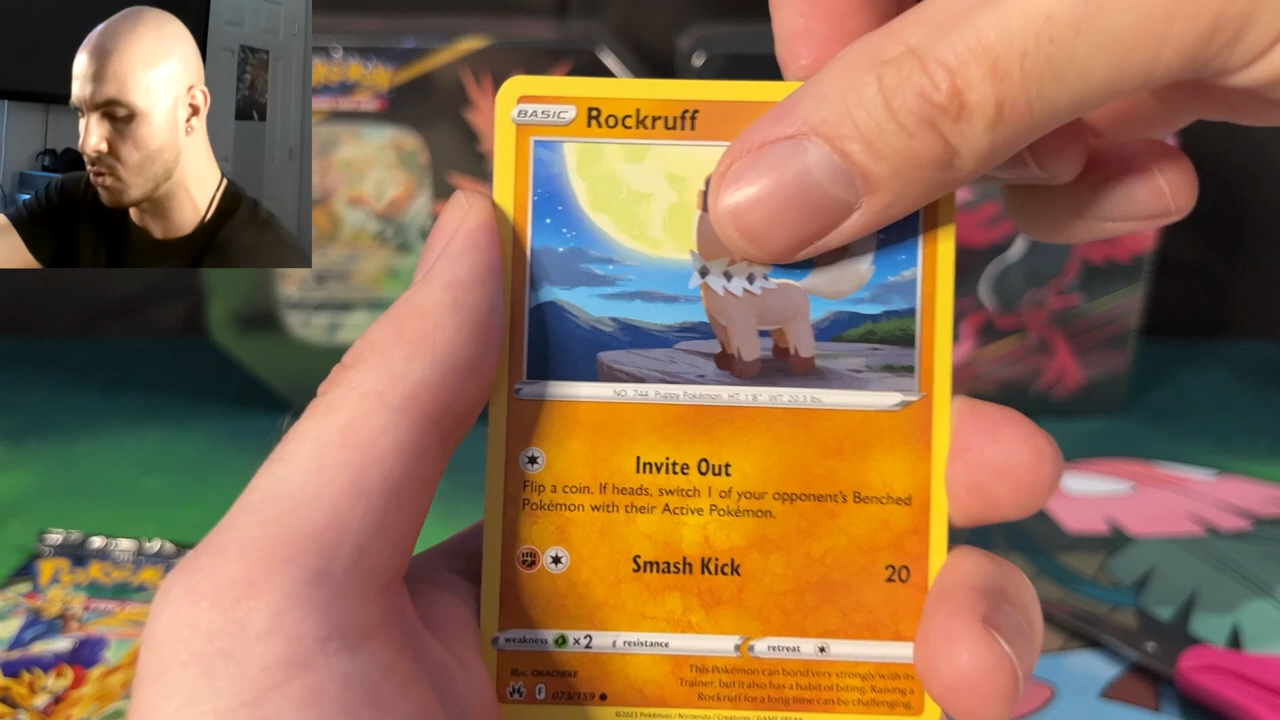 POKÉMON
BASIC Rockruff
NO. 744 Puppy Pokémon HT: 1'8" WT: 20.3 lbs.
Invite Out
Flip a coin. If heads, switch 1 of your opponent's Benched
Pokémon with their Active Pokémon.
Smash Kick 20
weakness ×2 resistance retreat
Illus. OKACHEKE
F 073/159
This Pokémon can bond very strongly with its
Trainer, but it also has a habit of biting. Raising a
Rockruff for a long time can be challenging.
©2023 Pokémon / Nintendo / Creatures / GAME FREAK
POKÉMON